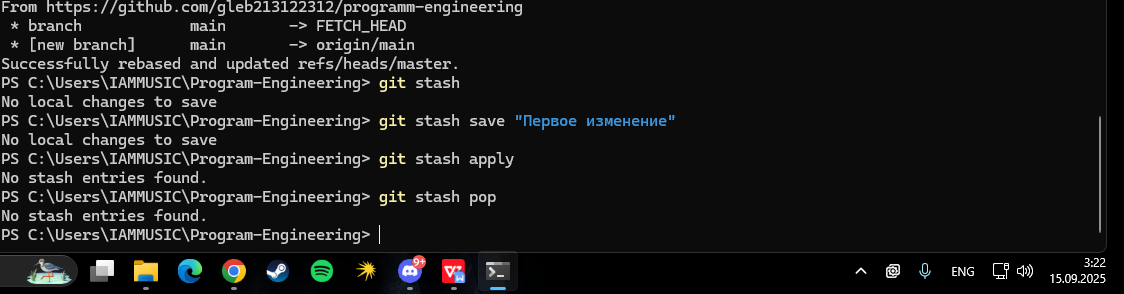 From https://github.com/gleb213122312/programm-engineering
 * branch            main       -> FETCH_HEAD
 * [new branch]      main       -> origin/main
Successfully rebased and updated refs/heads/master.
PS C:\Users\IAMMUSIC\Program-Engineering> git stash
No local changes to save
PS C:\Users\IAMMUSIC\Program-Engineering> git stash save "Первое изменение"
No local changes to save
PS C:\Users\IAMMUSIC\Program-Engineering> git stash apply
No stash entries found.
PS C:\Users\IAMMUSIC\Program-Engineering> git stash pop
No stash entries found.
PS C:\Users\IAMMUSIC\Program-Engineering>
9+
ENG
3:22
15.09.2025